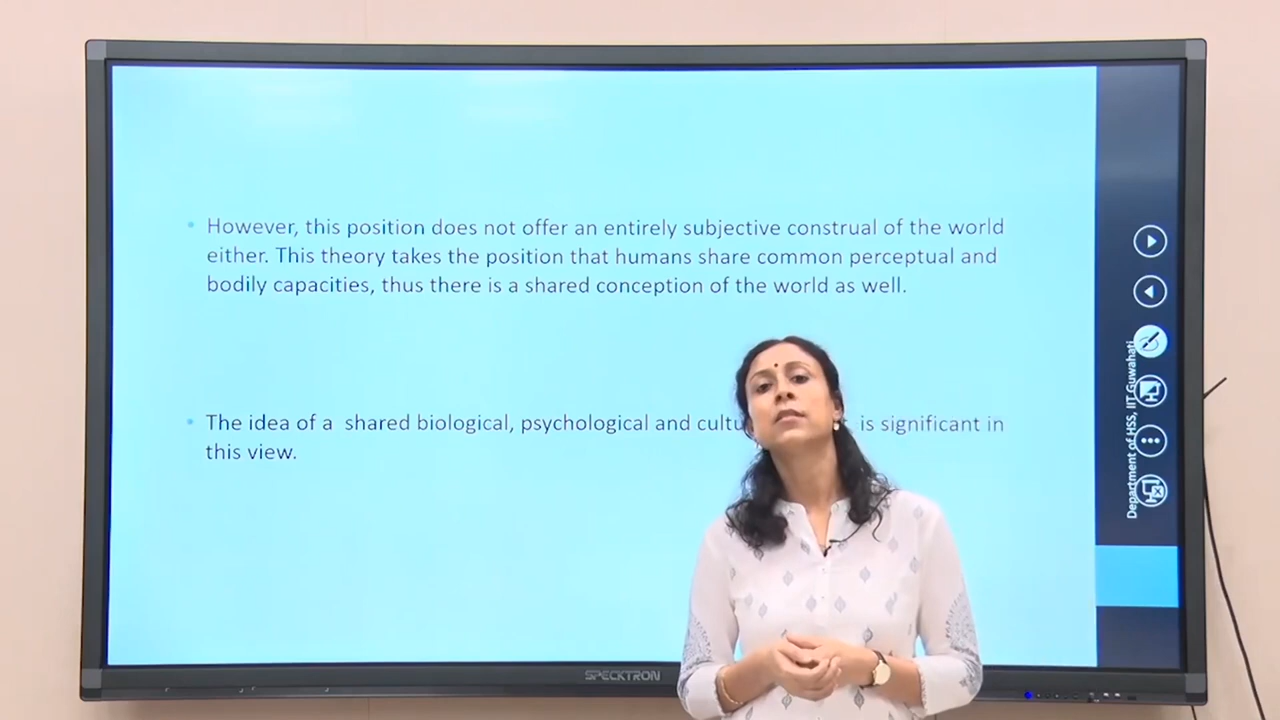 • However, this position does not offer an entirely subjective construal of the world
either. This theory takes the position that humans share common perceptual and
bodily capacities, thus there is a shared conception of the world as well.
• The idea of a shared biological, psychological and is significant in
this view.
Department of HSS, IIT Guwahati
SPECKTRON